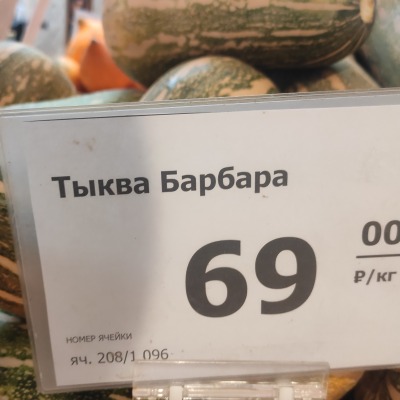 Тыква Барбара
69 00
₽/кг
НОМЕР ЯЧЕЙКИ
яч. 208/1 096